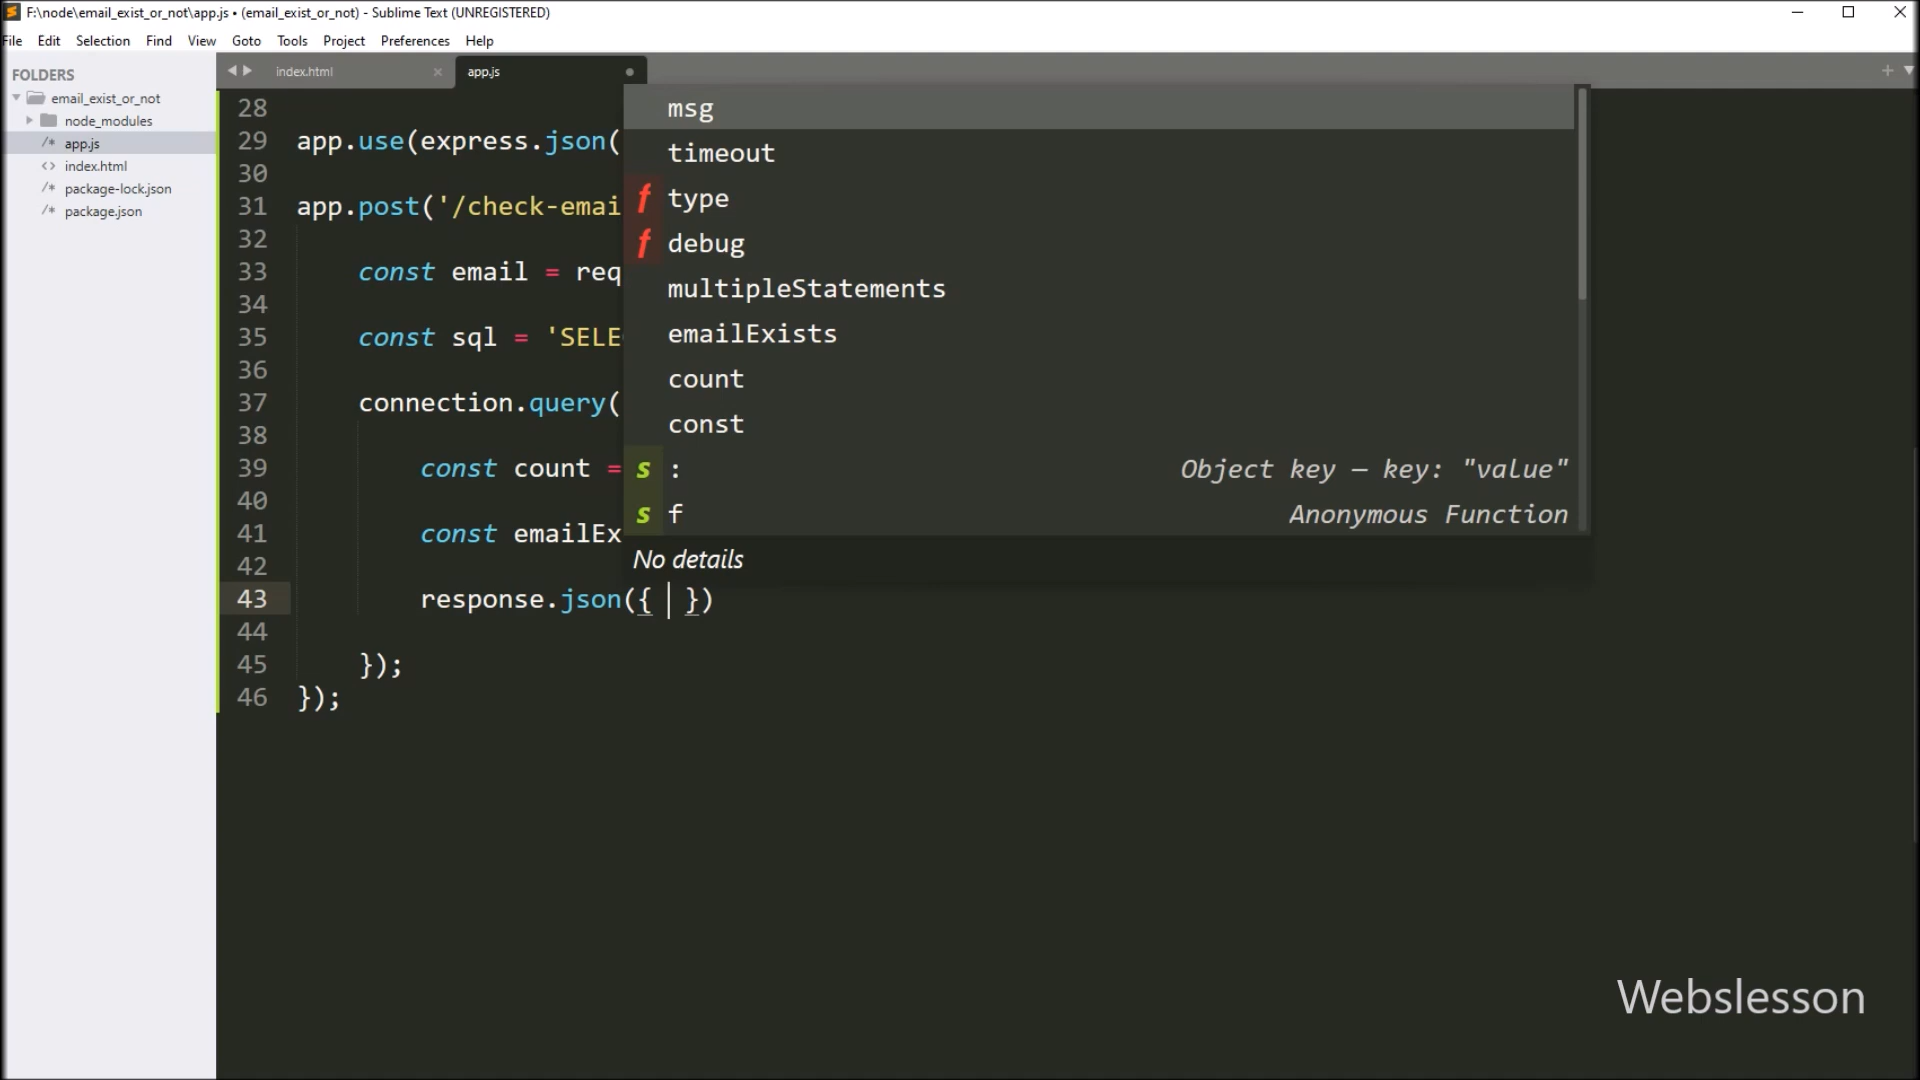 F:\node\email_exist_or_not\app.js • (email_exist_or_not) - Sublime Text (UNREGISTERED)
File Edit Selection Find View Goto Tools Project Preferences Help
FOLDERS
email_exist_or_not
node_modules
/* app.js
<> index.html
/* package-lock.json
/* package.json
index.html × app.js
28
29 app.use(express.json(
30
31 app.post('/check-emai
32
33 const email = req
34
35 const sql = 'SELE
36
37 connection.query(
38
39 const count =
40
41 const emailEx
42
43 response.json({ })
44
45 });
46 });
msg
timeout
f type
f debug
multipleStatements
emailExists
count
const
s : Object key — key: "value"
s f Anonymous Function
No details
Webslesson